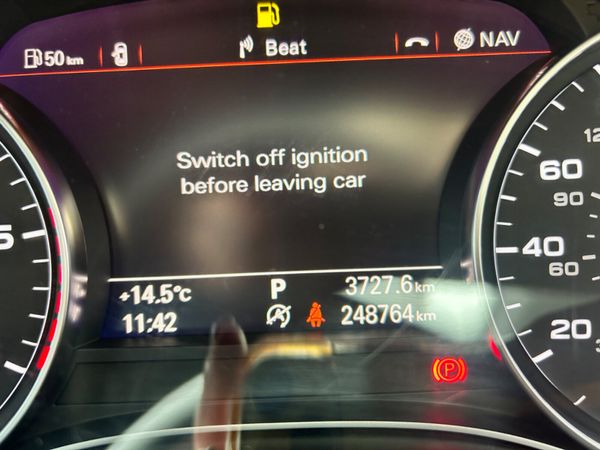 50km
Beat
NAV
Switch off ignition
before leaving car
+14.5°c
P
3727.6km
11:42
A
248764km
P
5
60
90
40
60
20